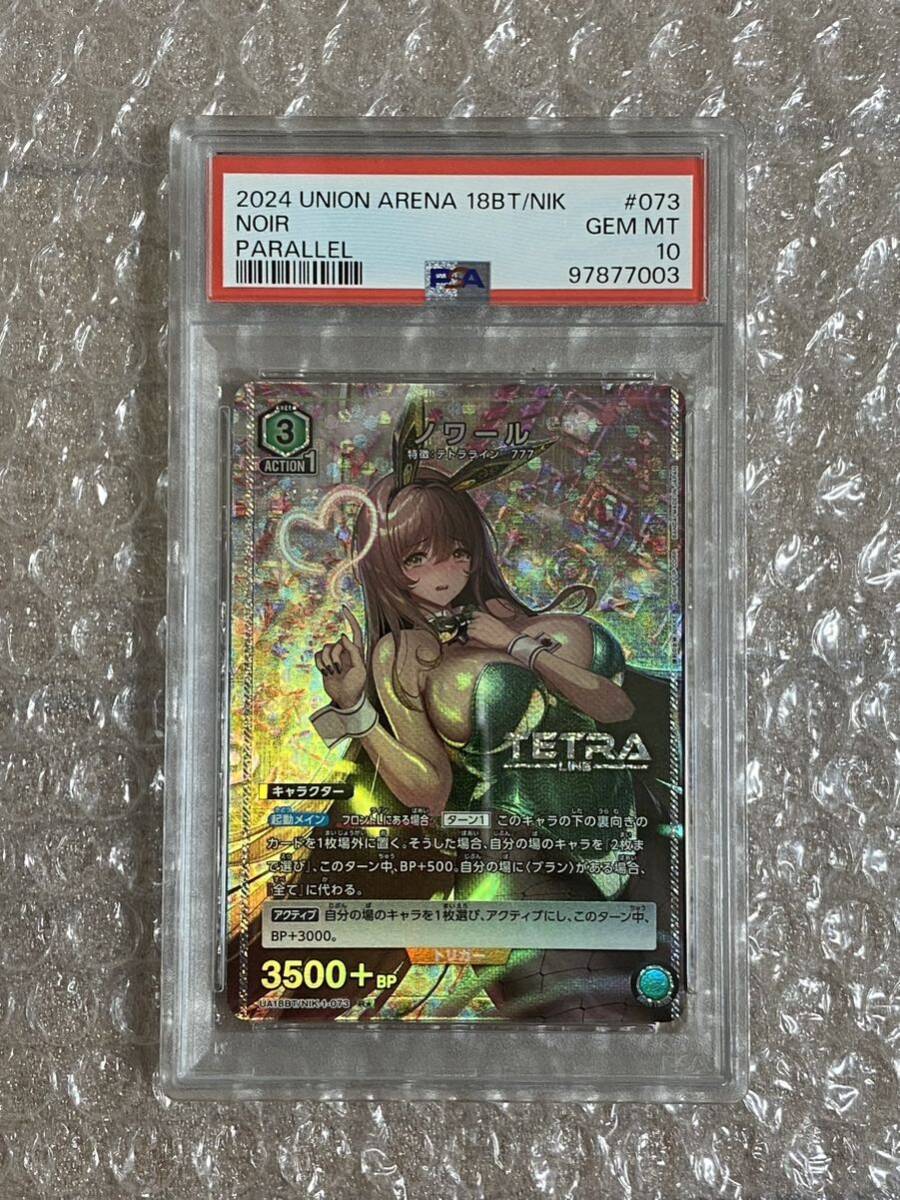 2024 UNION ARENA 18BT/NIK #073
NOIR GEM MT
PARALLEL 10
PSA 97877003
3
ACTION 1
ノワール
特徴:テトラライン 777
TETRA
LINE
キャラクター
起動メイン フロントLにある場合 ターン1 このキャラの下の裏向きの
カードを1枚場外に置く。そうした場合、自分の場のキャラを『2枚ま
で選び』、このターン中、BP+500。自分の場に〈ブラン〉がある場合、
『全て』に代わる。
アクティブ 自分の場のキャラを1枚選び、アクティブにし、このターン中、
BP+3000。
トリガー
3500+BP
UA18BT/NIK-1-073